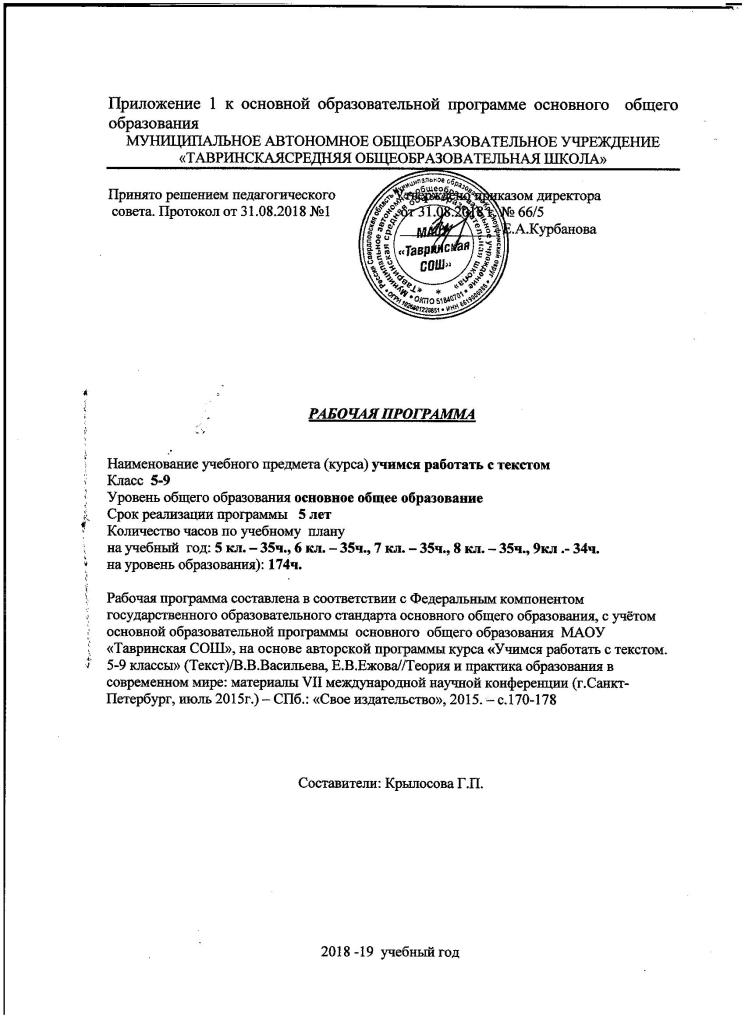 Приложение 1 к основной образовательной программе основного общего
образования
МУНИЦИПАЛЬНОЕ АВТОНОМНОЕ ОБЩЕОБРАЗОВАТЕЛЬНОЕ УЧРЕЖДЕНИЕ
«ТАВРИНСКАЯСРЕДНЯЯ ОБЩЕОБРАЗОВАТЕЛЬНАЯ ШКОЛА»
Принято решением педагогического
совета. Протокол от 31.08.2018 №1
приказом директора
от 31.08.2018 г. № 66/5
Е.А.Курбанова
МАОУ
«Тавринская
СОШ»
РАБОЧАЯ ПРОГРАММА
Наименование учебного предмета (курса) учимся работать с текстом
Класс 5-9
Уровень общего образования основное общее образование
Срок реализации программы 5 лет
Количество часов по учебному плану
на учебный год: 5 кл. – 35ч., 6 кл. – 35ч., 7 кл. – 35ч., 8 кл. – 35ч., 9кл .- 34ч.
на уровень образования): 174ч.
Рабочая программа составлена в соответствии с Федеральным компонентом
государственного образовательного стандарта основного общего образования, с учётом
основной образовательной программы основного общего образования МАОУ
«Тавринская СОШ», на основе авторской программы курса «Учимся работать с текстом.
5-9 классы» (Текст)/В.В.Васильева, Е.В.Ежова//Теория и практика образования в
современном мире: материалы VII международной научной конференции (г.Санкт-
Петербург, июль 2015г.) – СПб.: «Свое издательство», 2015. – с.170-178
Составители: Крылосова Г.П.
2018 -19 учебный год